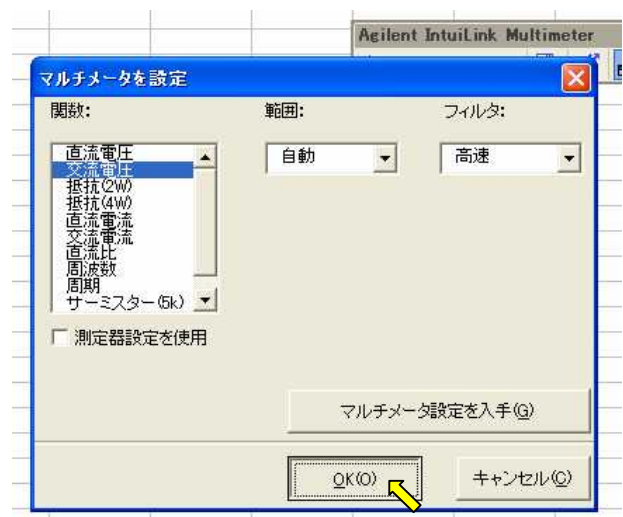 Agilent IntuiLink Multimeter
マルチメータを設定
関数:
範囲:
フィルタ:
直流電圧
交流電圧
抵抗(2W)
抵抗(4W)
直流電流
交流電流
直流比
周波数
周期
サーミスター(5k)
自動
高速
測定器設定を使用
マルチメータ設定を入手(G)
OK(O)
キャンセル(C)